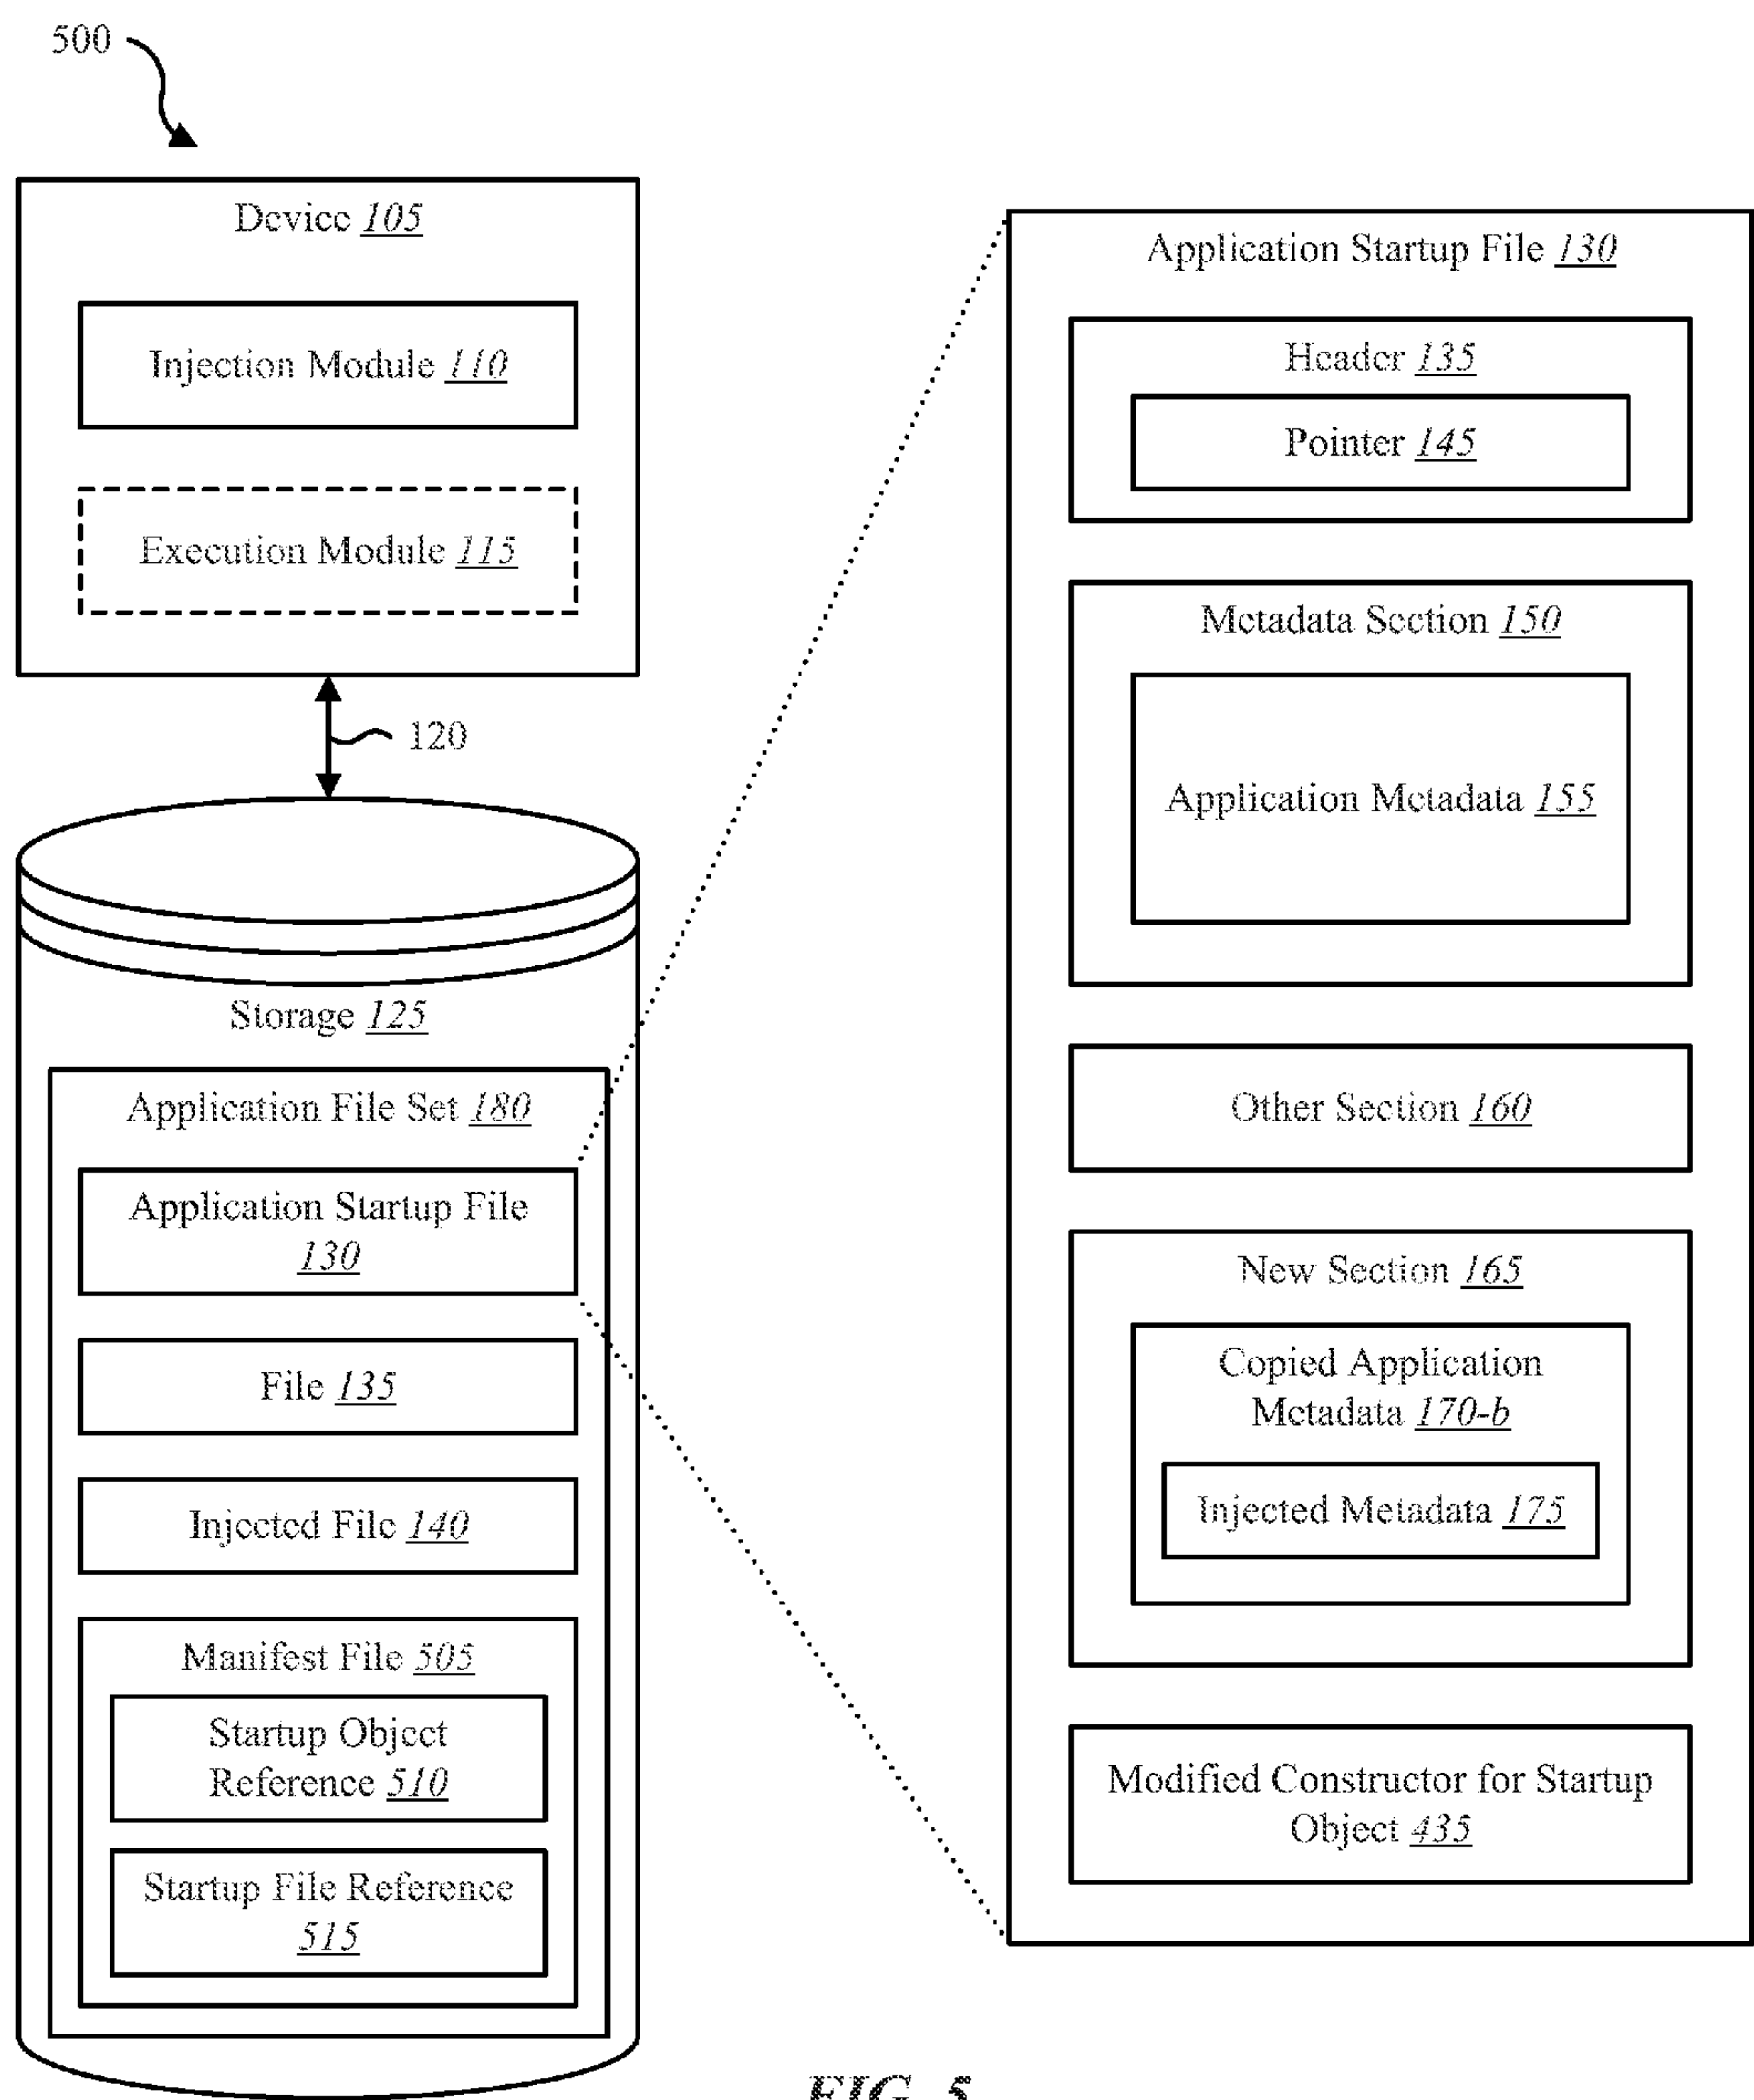 500
Device 105
Injection Module 110
Execution Module 115
120
Storage 125
Application File Set 180
Application Startup File
130
File 135
Injected File 140
Manifest File 505
Startup Object
Reference 510
Startup File Reference
515
Application Startup File 130
Header 135
Pointer 145
Metadata Section 150
Application Metadata 155
Other Section 160
New Section 165
Copied Application
Metadata 170-b
Injected Metadata 175
Modified Constructor for Startup
Object 435
FIG. 5